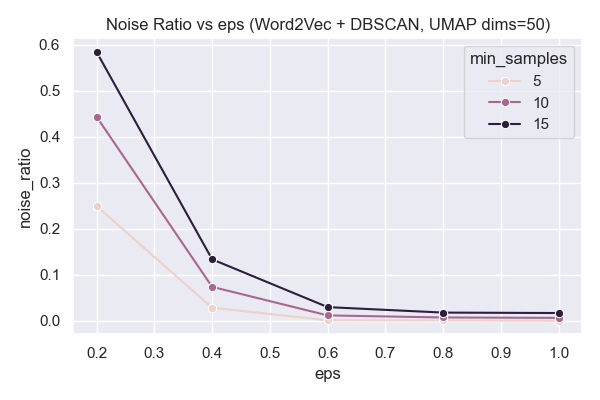 Noise Ratio vs eps (Word2Vec + DBSCAN, UMAP dims=50)
min_samples
5
10
15
noise_ratio
0.6
0.5
0.4
0.3
0.2
0.1
0.0
0.2 0.3 0.4 0.5 0.6 0.7 0.8 0.9 1.0
eps